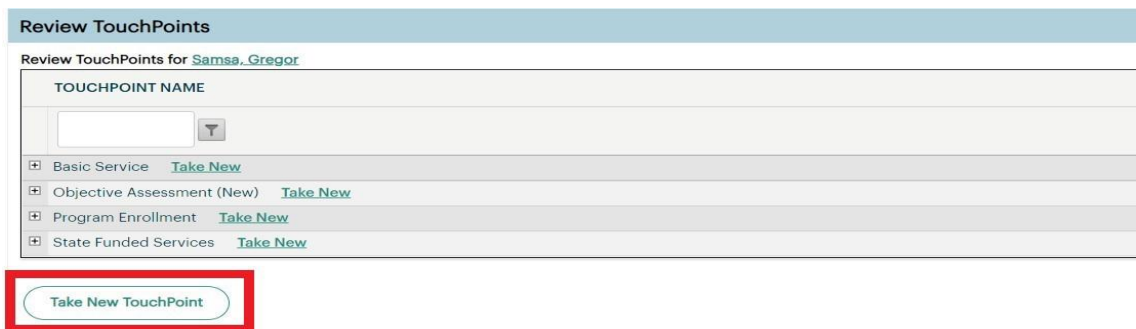 Review TouchPoints
Review TouchPoints for Samsa, Gregor
TOUCHPOINT NAME
Basic Service Take New
Objective Assessment (New) Take New
Program Enrollment Take New
State Funded Services Take New
Take New TouchPoint